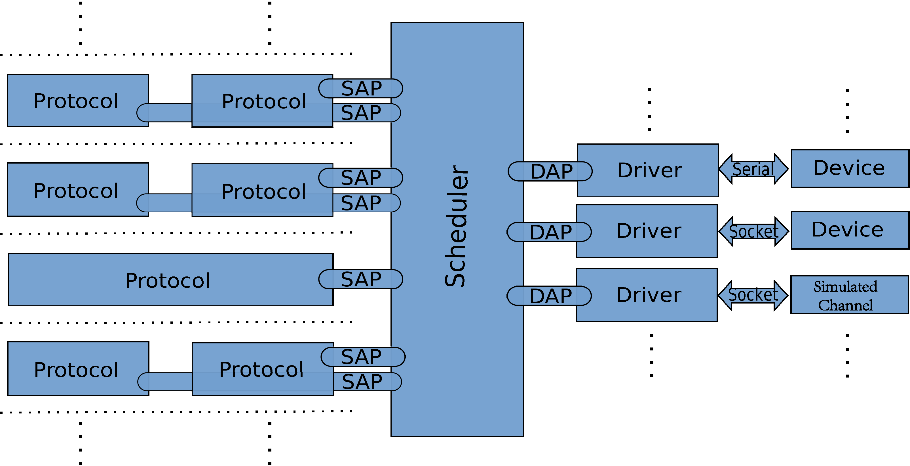 Protocol
Protocol
SAP
SAP
Protocol
Protocol
SAP
SAP
Protocol
SAP
Protocol
Protocol
SAP
SAP
Scheduler
DAP
Driver
Serial
Device
DAP
Driver
Socket
Device
DAP
Driver
Socket
Simulated
Channel